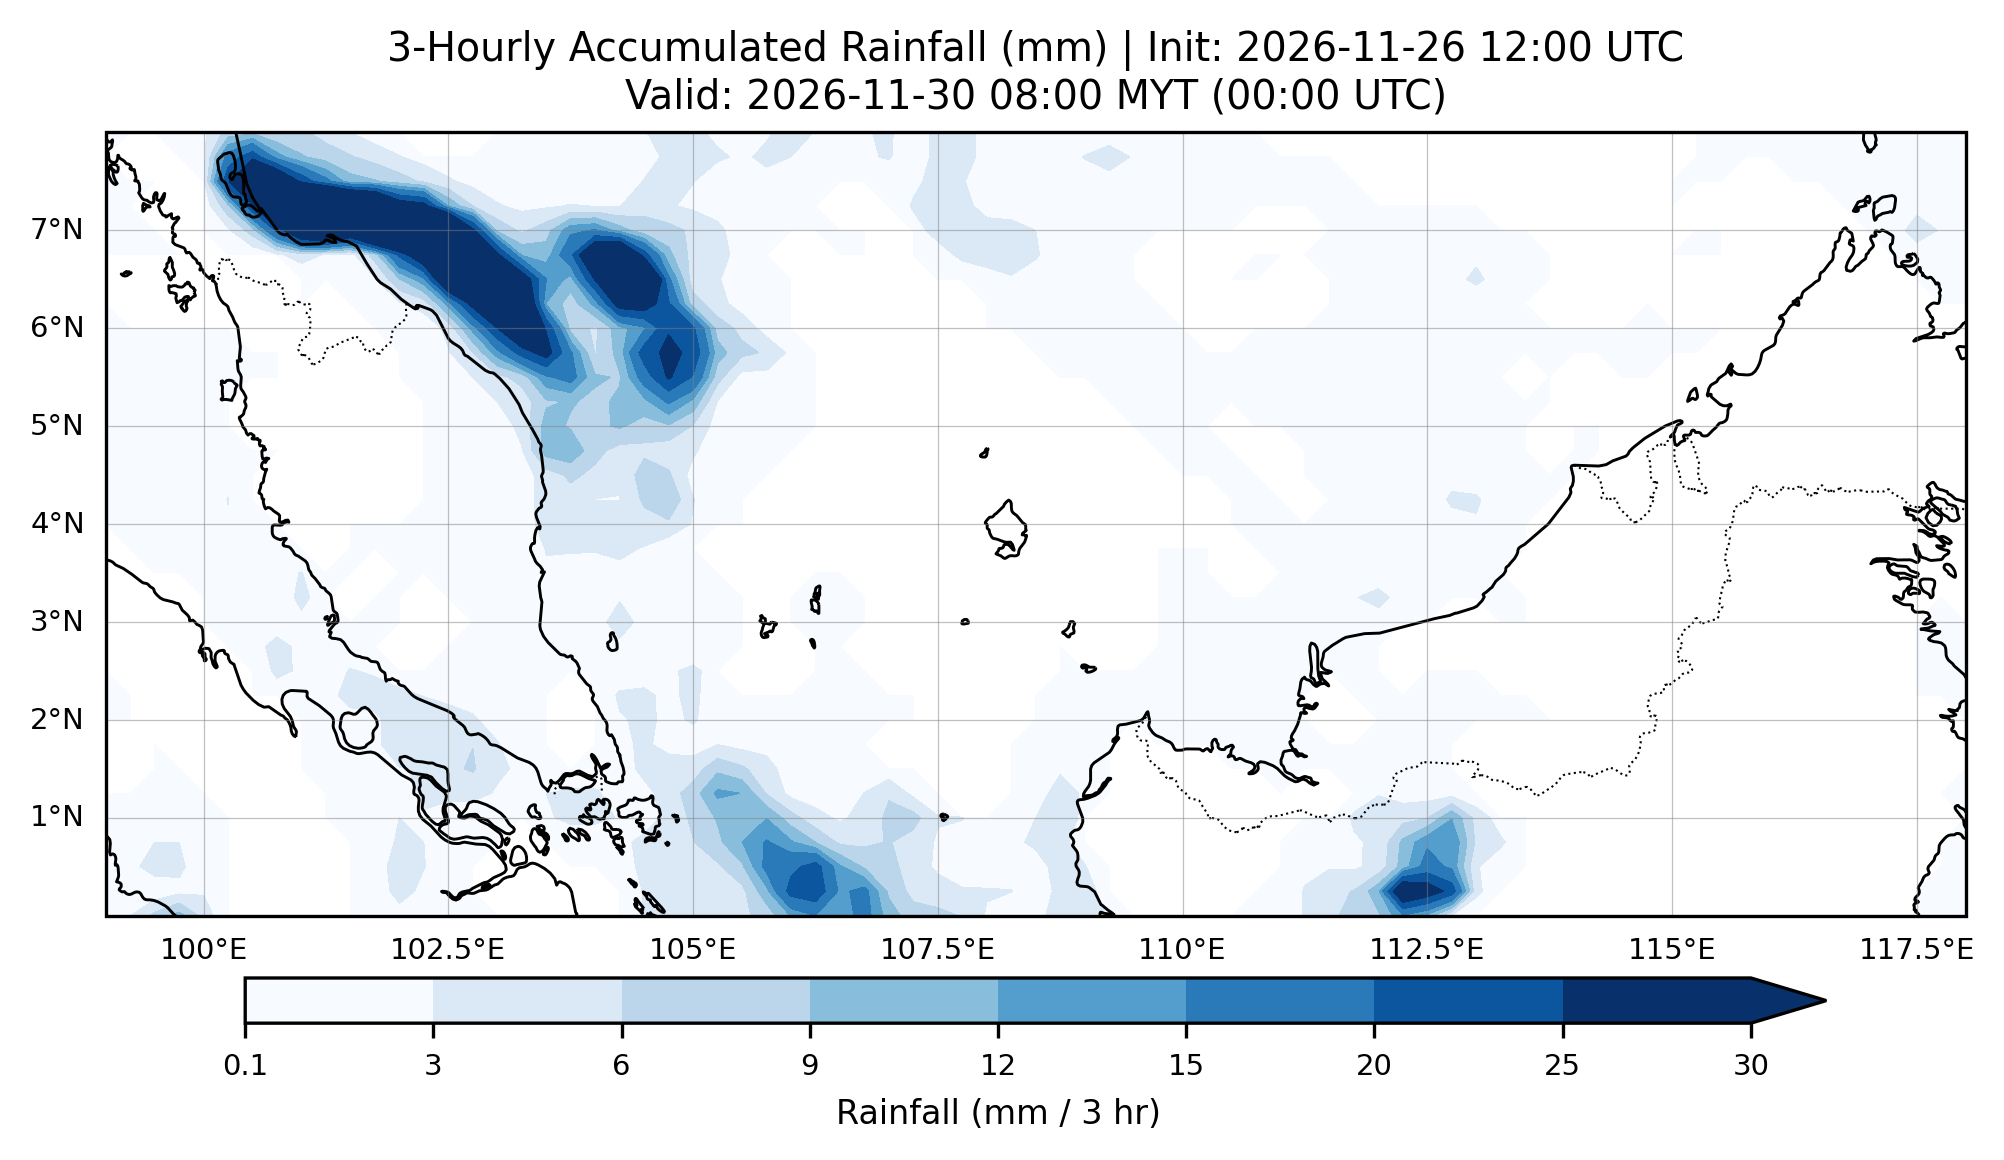 3-Hourly Accumulated Rainfall (mm) | Init: 2026-11-26 12:00 UTC
Valid: 2026-11-30 08:00 MYT (00:00 UTC)
7°N
6°N
5°N
4°N
3°N
2°N
1°N
100°E 102.5°E 105°E 107.5°E 110°E 112.5°E 115°E 117.5°E
0.1 3 6 9 12 15 20 25 30
Rainfall (mm / 3 hr)